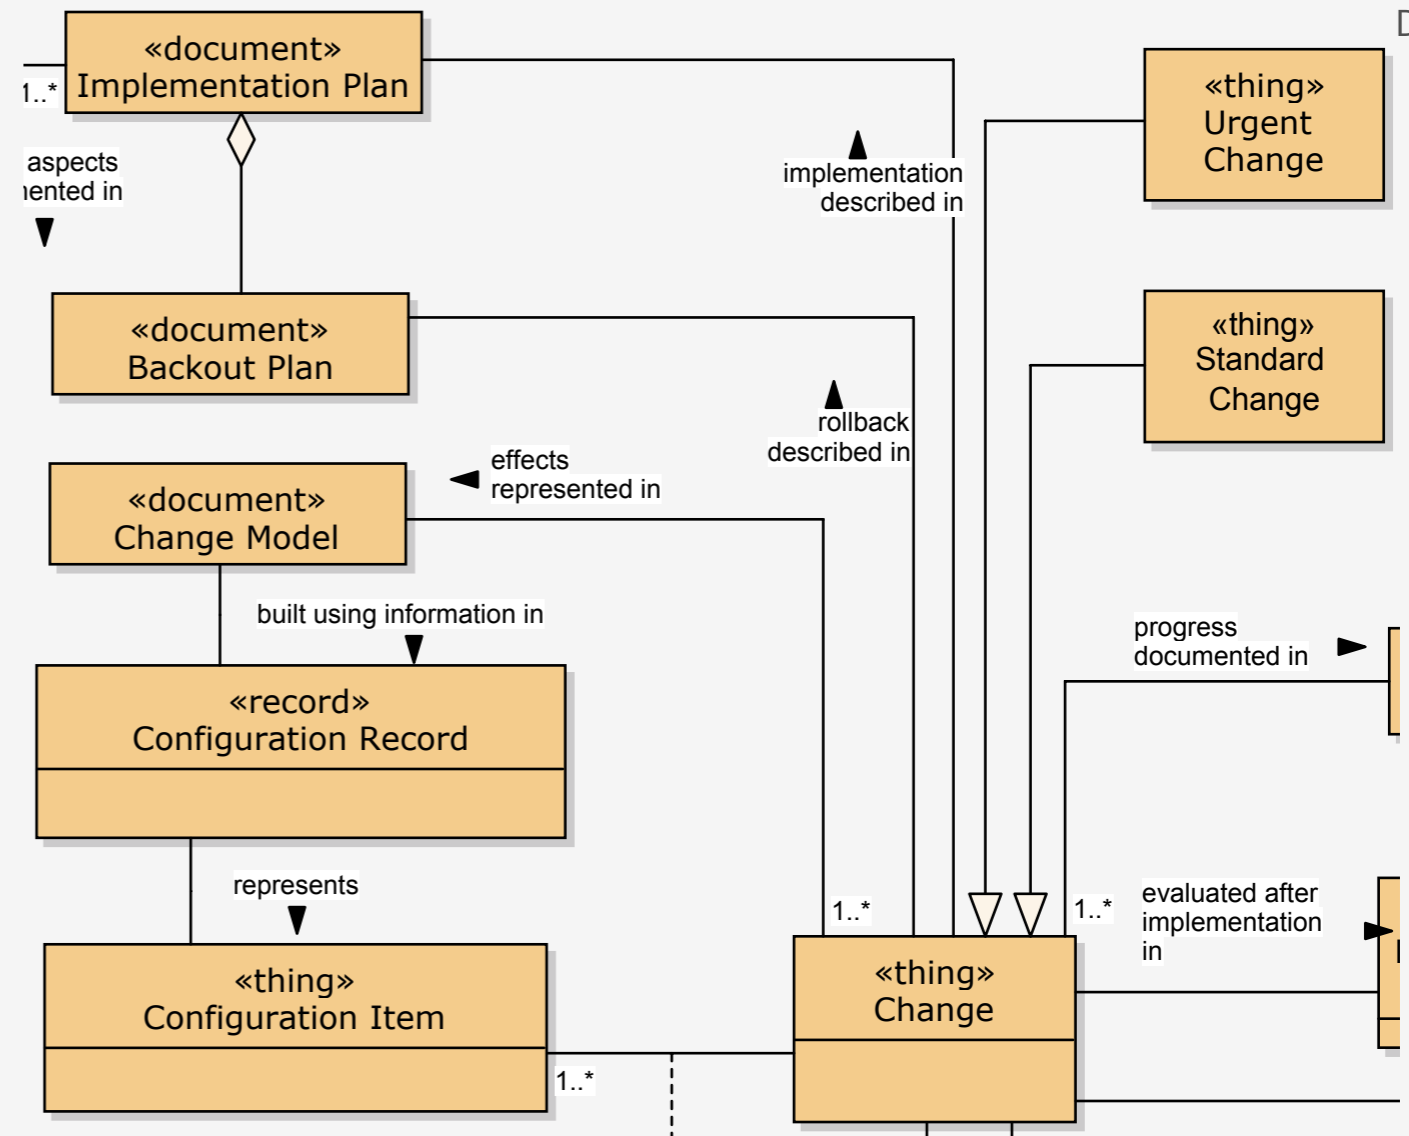 «document»
Implementation Plan
1..*
aspects
ented in
implementation
described in
«thing»
Urgent
Change
«document»
Backout Plan
rollback
described in
«thing»
Standard
Change
effects
represented in
«document»
Change Model
built using information in
progress
documented in
«record»
Configuration Record
represents
1..*
1..*
evaluated after
implementation
in
«thing»
Configuration Item
1..*
«thing»
Change